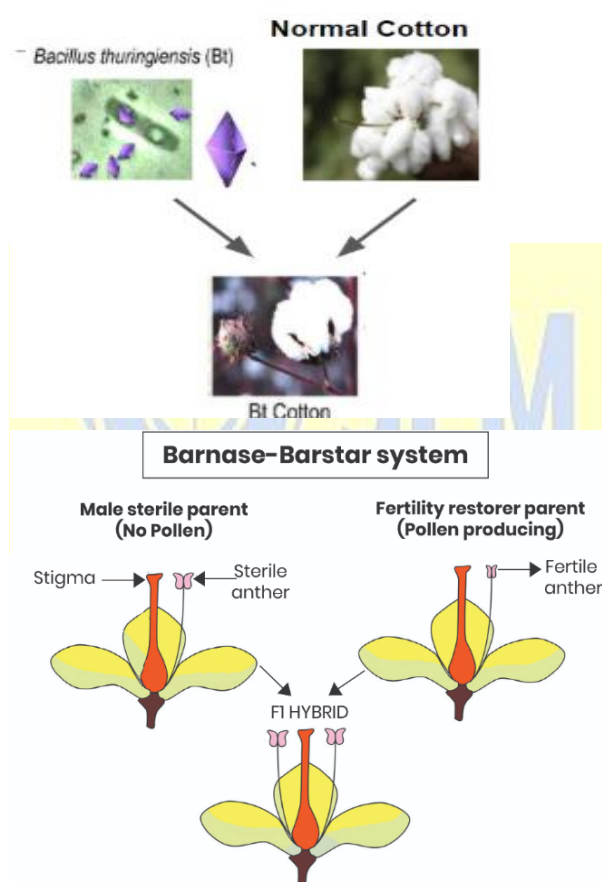 Normal Cotton
Bacillus thuringiensis (Bt)
Bt Cotton
Barnase-Barstar system
Male sterile parent
(No Pollen)
Fertility restorer parent
(Pollen producing)
Stigma
Sterile
anther
Fertile
anther
F1 HYBRID